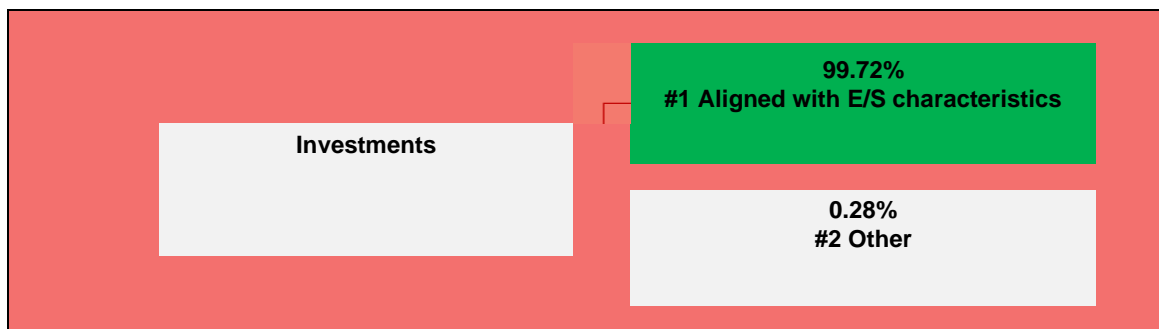 99.72%
#1 Aligned with E/S characteristics
Investments
0.28%
#2 Other